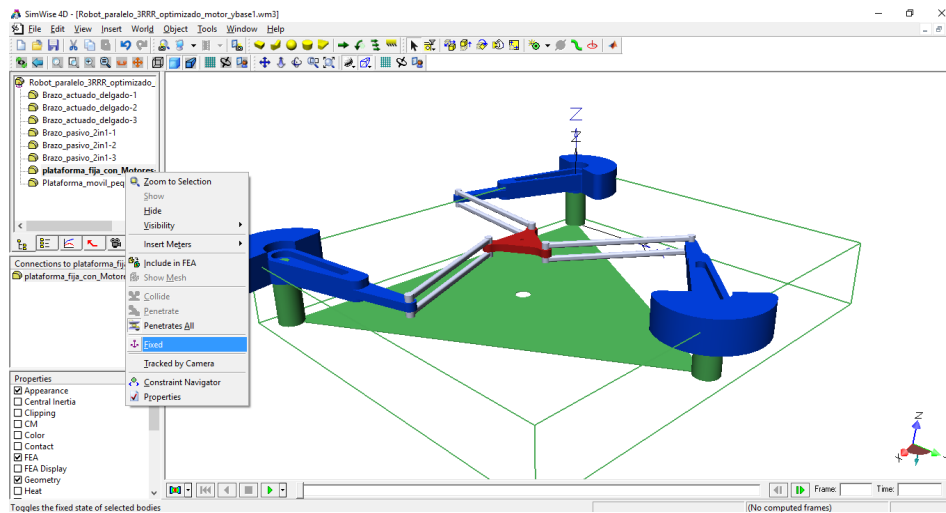 SimWise 4D - [Robot_paralelo_3RRR_optimizado_motor_ybase1.wm3]
File Edit View Insert World Object Tools Window Help
Robot_paralelo_3RRR_optimizado_
Brazo_actuado_delgado-1
Brazo_actuado_delgado-2
Brazo_actuado_delgado-3
Brazo_pasivo_2in1-1
Brazo_pasivo_2in1-2
Brazo_pasivo_2in1-3
plataforma_fija_con_Motores-
Plataforma_movil_peq
Zoom to Selection
Show
Hide
Visibility
Insert Meters
Include in FEA
Show Mesh
Collide
Penetrate
Penetrates All
Fixed
Tracked by Camera
Constraint Navigator
Properties
Connections to plataforma_fij
plataforma_fija_con_Motore
Properties
Appearance
Central Inertia
Clipping
CM
Color
Contact
FEA
FEA Display
Geometry
Heat
Z
Z
X
Frame:
Time:
Toggles the fixed state of selected bodies
(No computed frames)